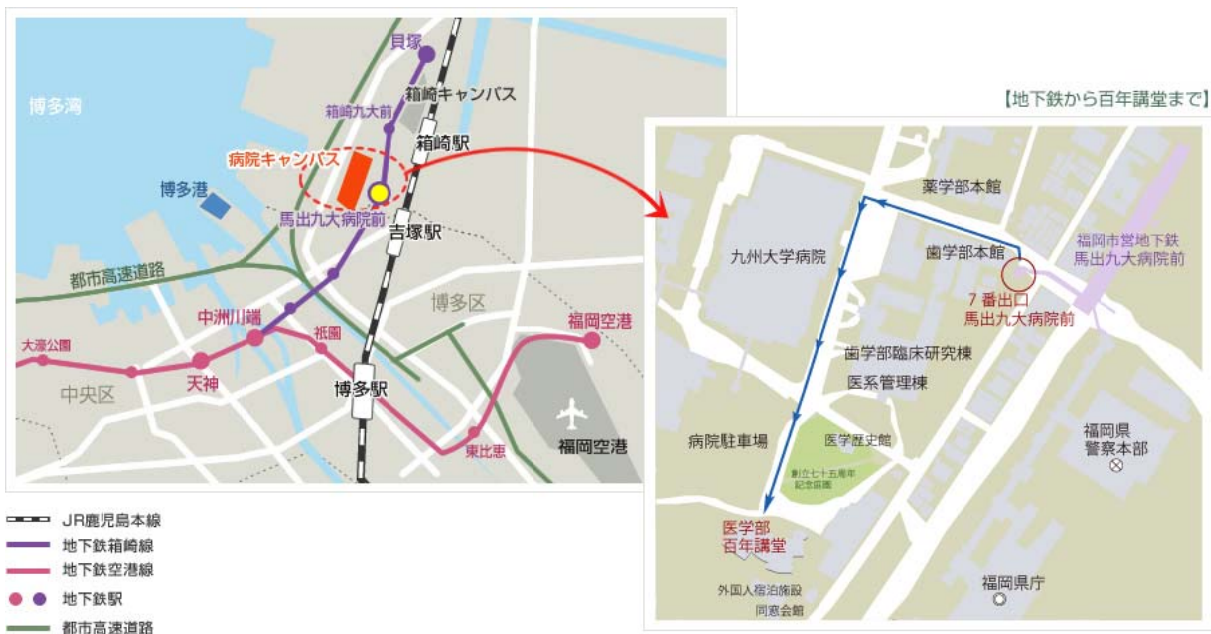 貝塚
博多湾
箱崎キャンパス
箱崎九大前
箱崎駅
病院キャンパス
博多港
馬出九大病院前
吉塚駅
都市高速道路
博多区
中洲川端
祇園
福岡空港
大濠公園
天神
中央区
博多駅
東比恵
福岡空港
JR鹿児島本線
地下鉄箱崎線
地下鉄空港線
地下鉄駅
都市高速道路
【地下鉄から百年講堂まで】
薬学部本館
福岡市営地下鉄
馬出九大病院前
歯学部本館
九州大学病院
7番出口
馬出九大病院前
歯学部臨床研究棟
医系管理棟
病院駐車場
医学歴史館
福岡県
警察本部
創立七十五周年
記念庭園
医学部
百年講堂
外国人宿泊施設
同窓会館
福岡県庁